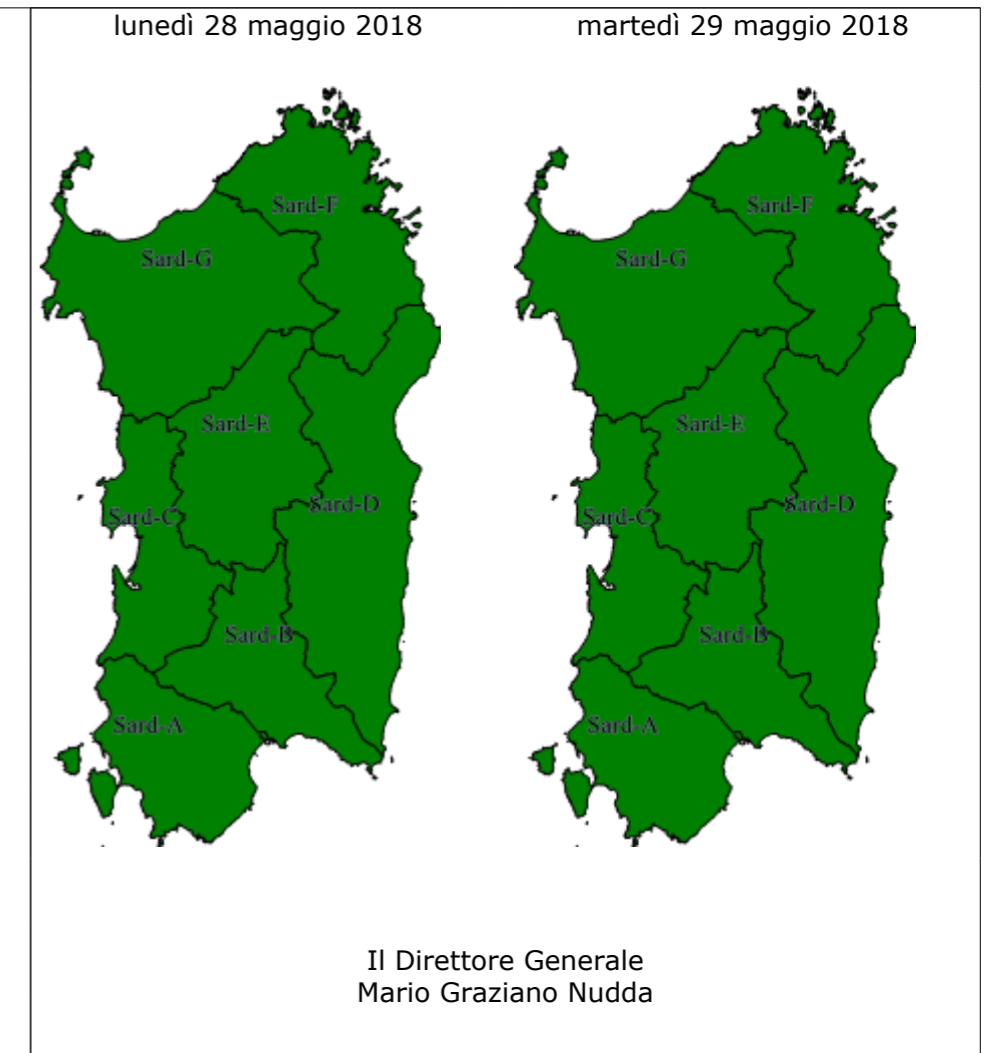 lunedì 28 maggio 2018
martedì 29 maggio 2018
Sard-F
Sard-G
Sard-E
Sard-D
Sard-C
Sard-B
Sard-A
Sard-F
Sard-G
Sard-E
Sard-D
Sard-C
Sard-B
Sard-A
Il Direttore Generale
Mario Graziano Nudda